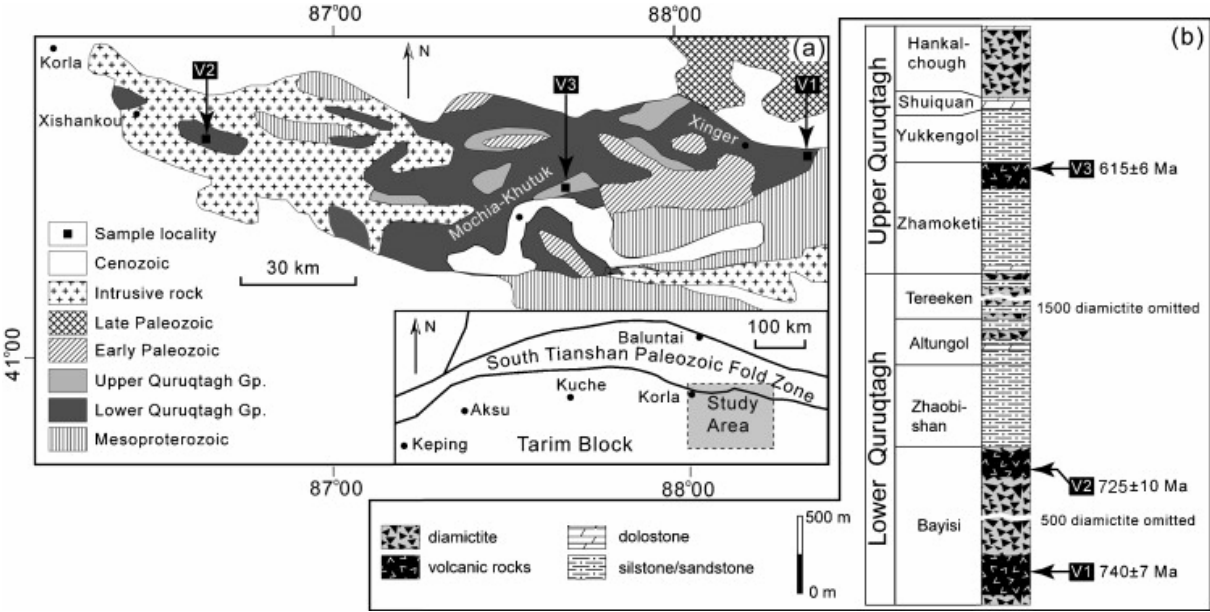 87°00'
88°00'
(a)
N
Korla
V2
V3
V1
Xishankou
Xinger
Mochia-Khutuk
Sample locality
Cenozoic
Intrusive rock
Late Paleozoic
Early Paleozoic
Upper Quruqtagh Gp.
Lower Quruqtagh Gp.
Mesoproterozoic
30 km
41°00'
N
100 km
Baluntai
South Tianshan Paleozoic Fold Zone
Kuche
Korla
Aksu
Study
Area
Keping
Tarim Block
87°00'
88°00'
diamictite
volcanic rocks
dolostone
silstone/sandstone
500 m
0 m
(b)
Upper Quruqtagh
Lower Quruqtagh
Hankal-
chough
Shuiquan
Yukkengol
V3 615±6 Ma
Zhamoketi
Tereeken
1500 diamictite omitted
Altungol
Zhaobi-
shan
V2 725±10 Ma
Bayisi
500 diamictite omitted
V1 740±7 Ma